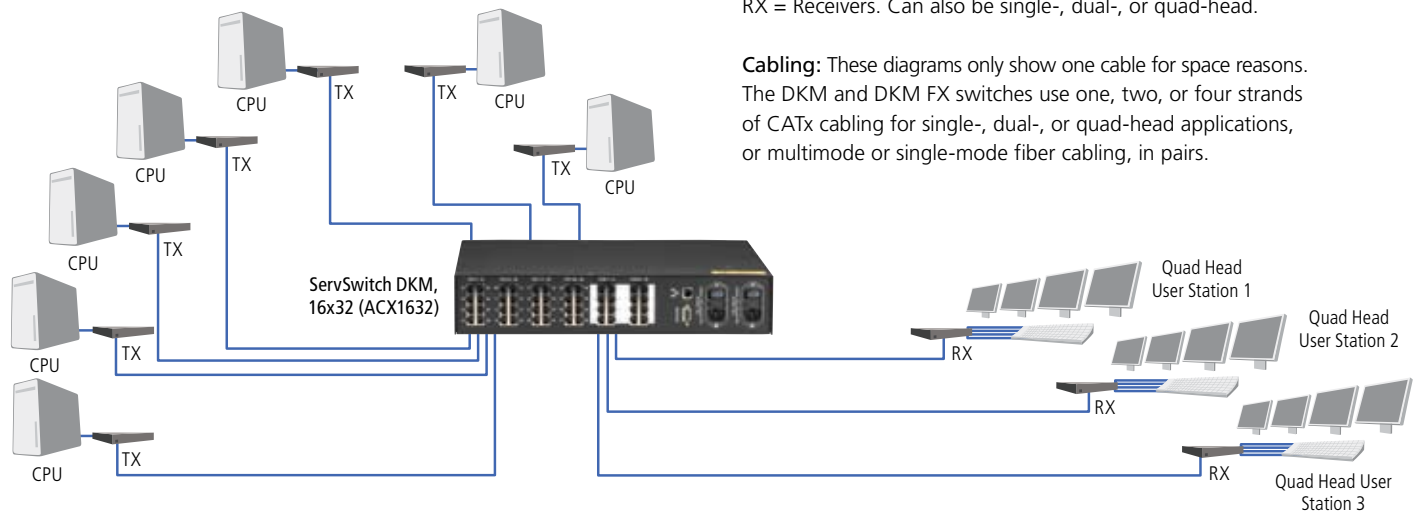 RX = Receivers. Can also be single-, dual-, or quad-head.
Cabling: These diagrams only show one cable for space reasons.
The DKM and DKM FX switches use one, two, or four strands
of CATx cabling for single-, dual-, or quad-head applications,
or multimode or single-mode fiber cabling, in pairs.
CPU
TX
TX
CPU
CPU
TX
TX
CPU
CPU
TX
CPU
TX
CPU
TX
ServSwitch DKM,
16x32 (ACX1632)
Quad Head
User Station 1
RX
Quad Head
User Station 2
RX
RX
Quad Head User
Station 3